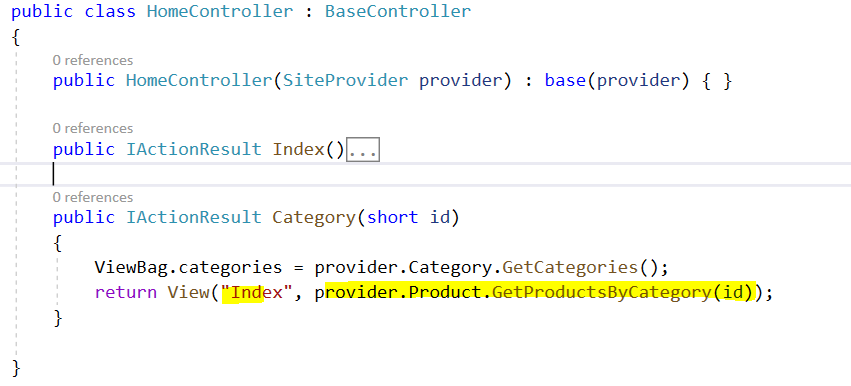 public class HomeController : BaseController
{
0 references
public HomeController(SiteProvider provider) : base(provider) { }
0 references
public IActionResult Index()...
0 references
public IActionResult Category(short id)
{
ViewBag.categories = provider.Category.GetCategories();
return View("Index", provider.Product.GetProductsByCategory(id));
}
}